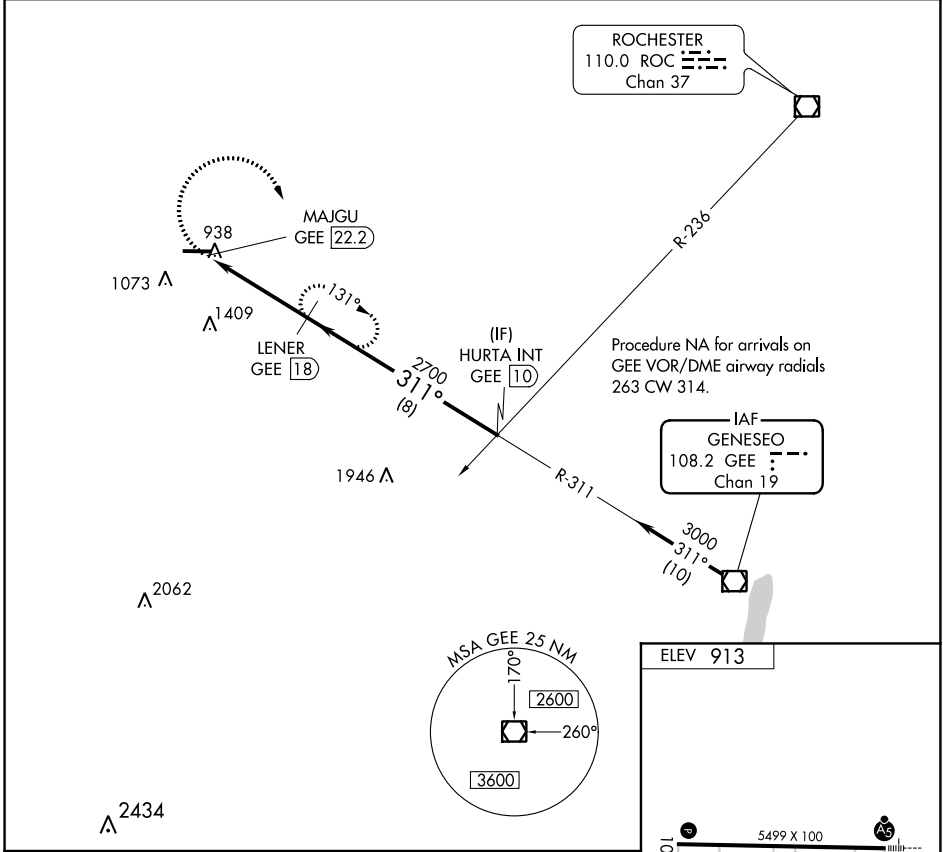 ROCHESTER
110.0 ROC
Chan 37
R-236
MAJGU
GEE 22.2
938
1073
1409
131°
LENER
GEE 18
(IF)
HURTA INT
GEE 10
2700
311°
(8)
Procedure NA for arrivals on
GEE VOR/DME airway radials
263 CW 314.
IAF
GENESEO
108.2 GEE
Chan 19
1946
R-311
3000
311°
(10)
2062
MSA GEE 25 NM
170°
2600
260°
3600
ELEV 913
2434
P
5499 X 100
A5
10